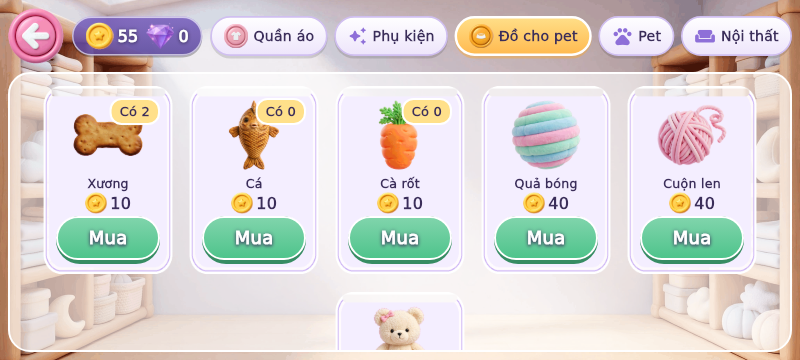 55 0 Quần áo Phụ kiện Đồ cho pet Pet Nội thất
Có 2 Có 0 Có 0
Xương Cá Cà rốt Quả bóng Cuộn len
10 10 10 40 40
Mua Mua Mua Mua Mua